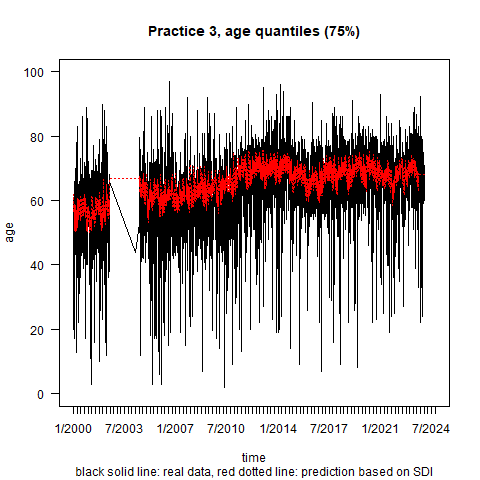 Practice 3, age quantiles (75%)
100
80
60
40
20
0
age
1/2000 7/2003 1/2007 7/2010 1/2014 7/2017 1/2021 7/2024
time
black solid line: real data, red dotted line: prediction based on SDI